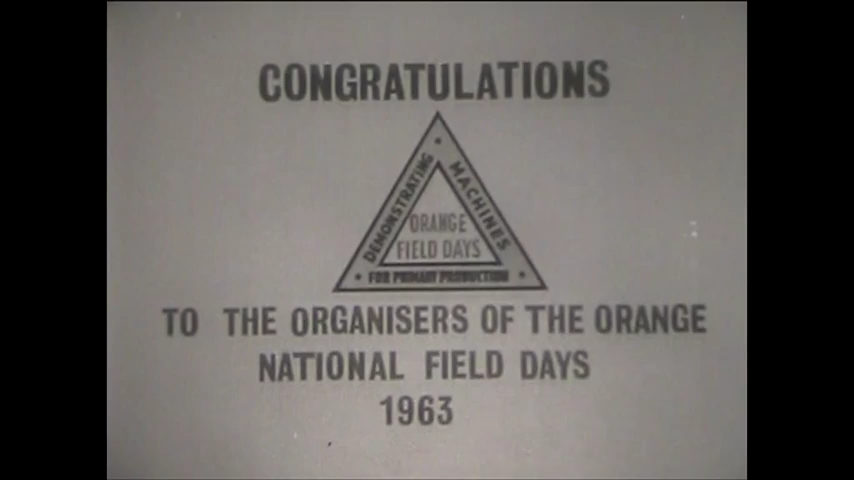 CONGRATULATIONS
DEMONSTRATING
MACHINES
ORANGE
FIELD DAYS
FOR PRIMARY PRODUCTION
TO THE ORGANISERS OF THE ORANGE
NATIONAL FIELD DAYS
1963